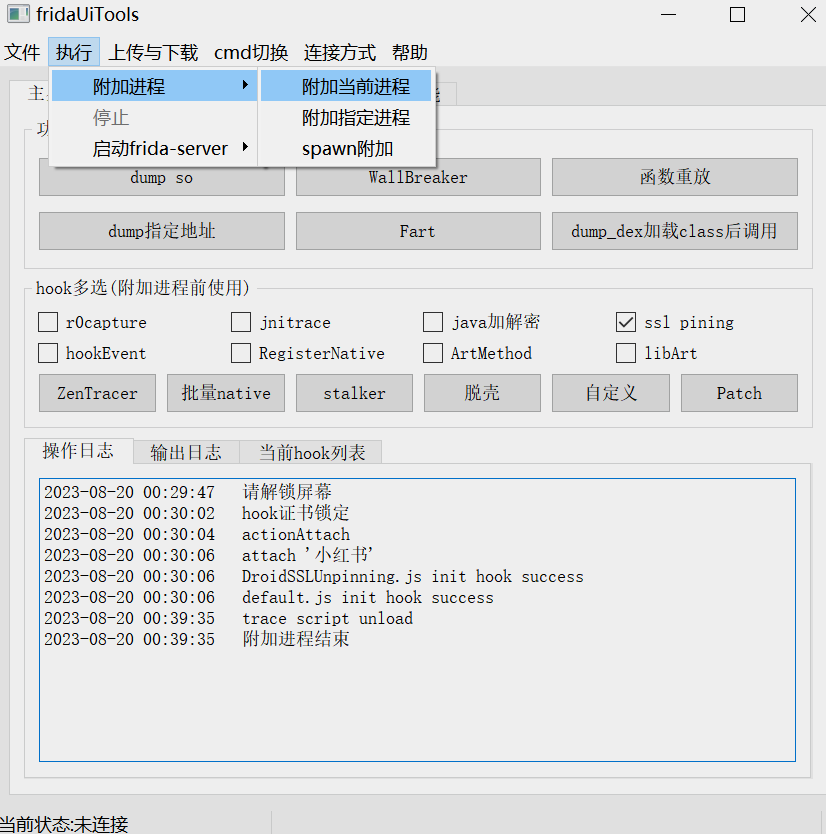 fridaUiTools
文件 执行 上传与下载 cmd切换 连接方式 帮助
附加进程 附加当前进程
停止 附加指定进程
启动frida-server spawn附加
dump so WallBreaker 函数重放
dump指定地址 Fart dump_dex加载class后调用
hook多选(附加进程前使用)
r0capture jnitrace java加解密 ssl pining
hookEvent RegisterNative ArtMethod libArt
ZenTracer 批量native stalker 脱壳 自定义 Patch
操作日志 输出日志 当前hook列表
2023-08-20 00:29:47 请解锁屏幕
2023-08-20 00:30:02 hook证书锁定
2023-08-20 00:30:04 actionAttach
2023-08-20 00:30:06 attach '小红书'
2023-08-20 00:30:06 DroidSSLUnpinning.js init hook success
2023-08-20 00:30:06 default.js init hook success
2023-08-20 00:39:35 trace script unload
2023-08-20 00:39:35 附加进程结束
当前状态:未连接